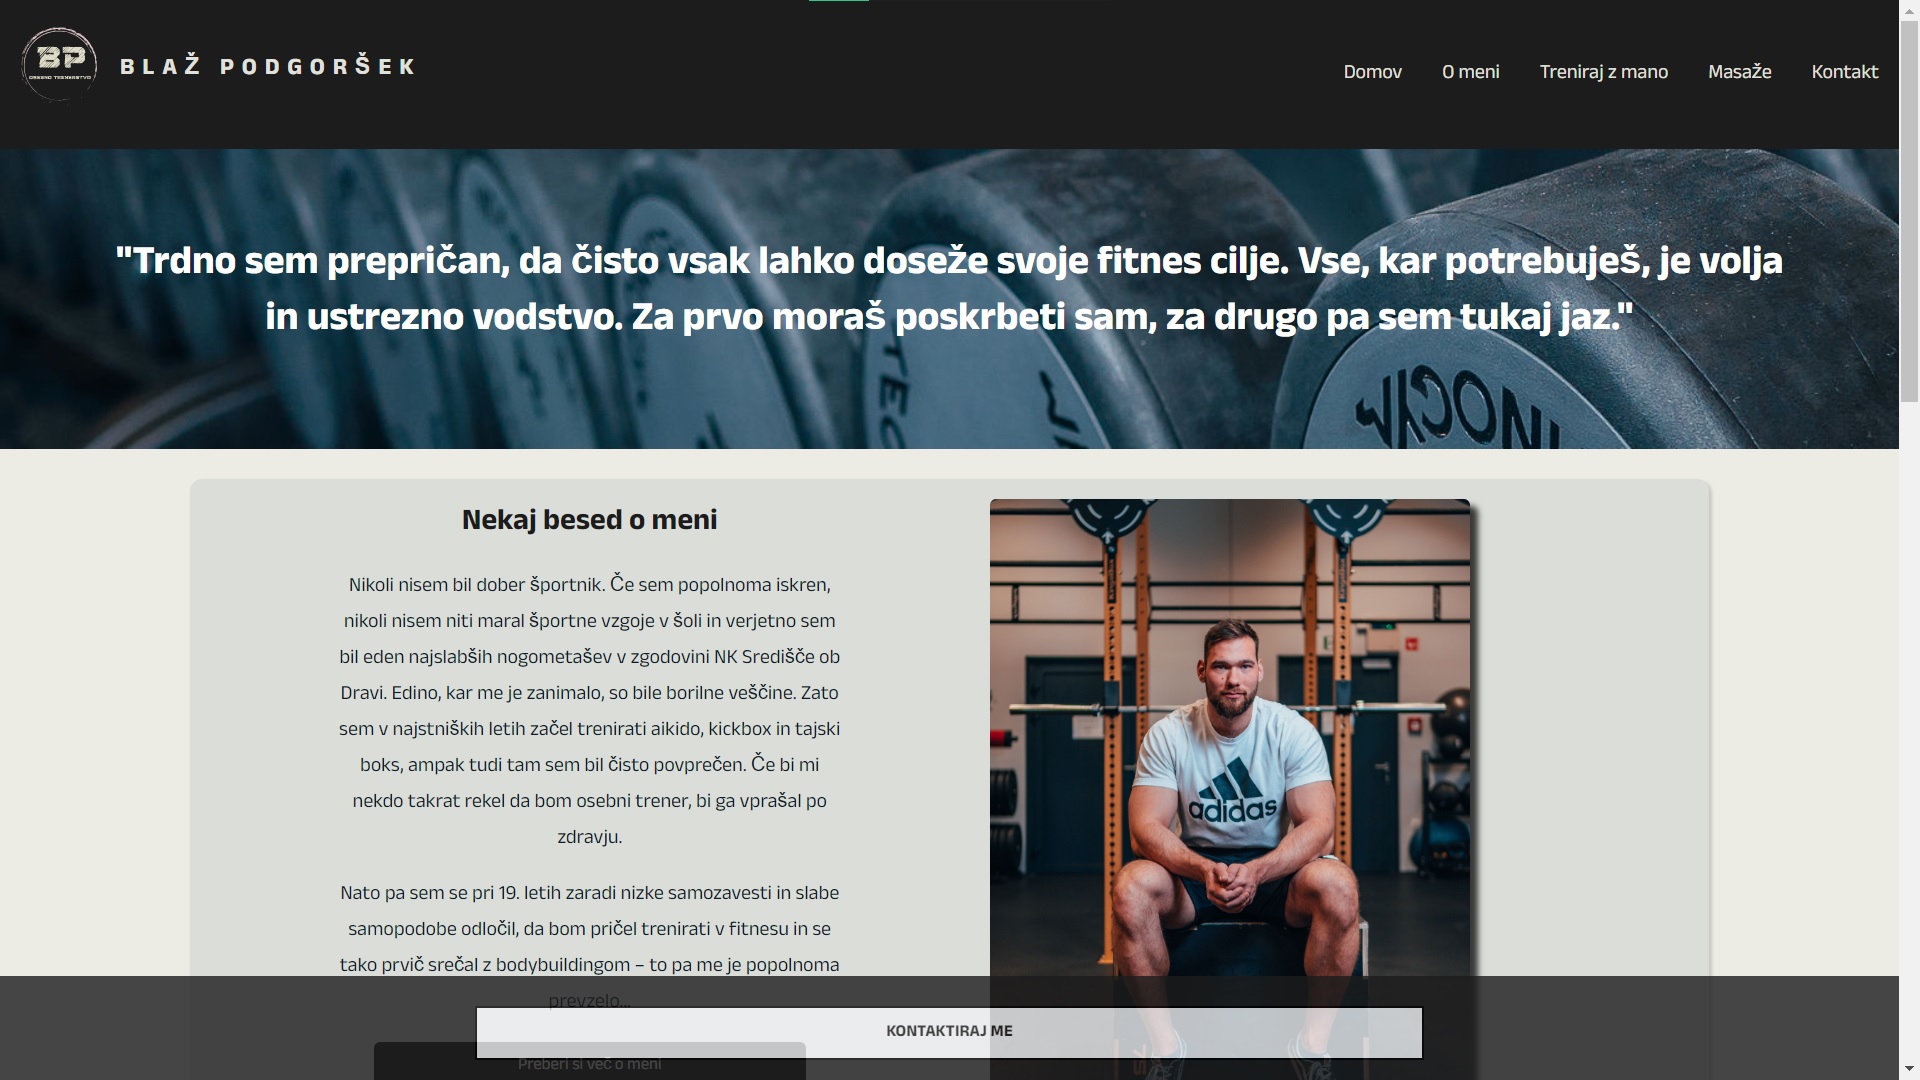 BP
OSEBNO TRENERSTVO
BLAŽ PODGORŠEK
Domov
O meni
Treniraj z mano
Masaže
Kontakt
"Trdno sem prepričan, da čisto vsak lahko doseže svoje fitnes cilje. Vse, kar potrebuješ, je volja
in ustrezno vodstvo. Za prvo moraš poskrbeti sam, za drugo pa sem tukaj jaz."
Nekaj besed o meni
Nikoli nisem bil dober športnik. Če sem popolnoma iskren,
nikoli nisem niti maral športne vzgoje v šoli in verjetno sem
bil eden najslabših nogometašev v zgodovini NK Središče ob
Dravi. Edino, kar me je zanimalo, so bile borilne veščine. Zato
sem v najstniških letih začel trenirati aikido, kickbox in tajski
boks, ampak tudi tam sem bil čisto povprečen. Če bi mi
nekdo takrat rekel da bom osebni trener, bi ga vprašal po
zdravju.
Nato pa sem se pri 19. letih zaradi nizke samozavesti in slabe
samopodobe odločil, da bom pričel trenirati v fitnesu in se
tako prvič srečal z bodybuildingom – to pa me je popolnoma
prevzelo...
adidas
KONTAKTIRAJ ME
Preberi si več o meni